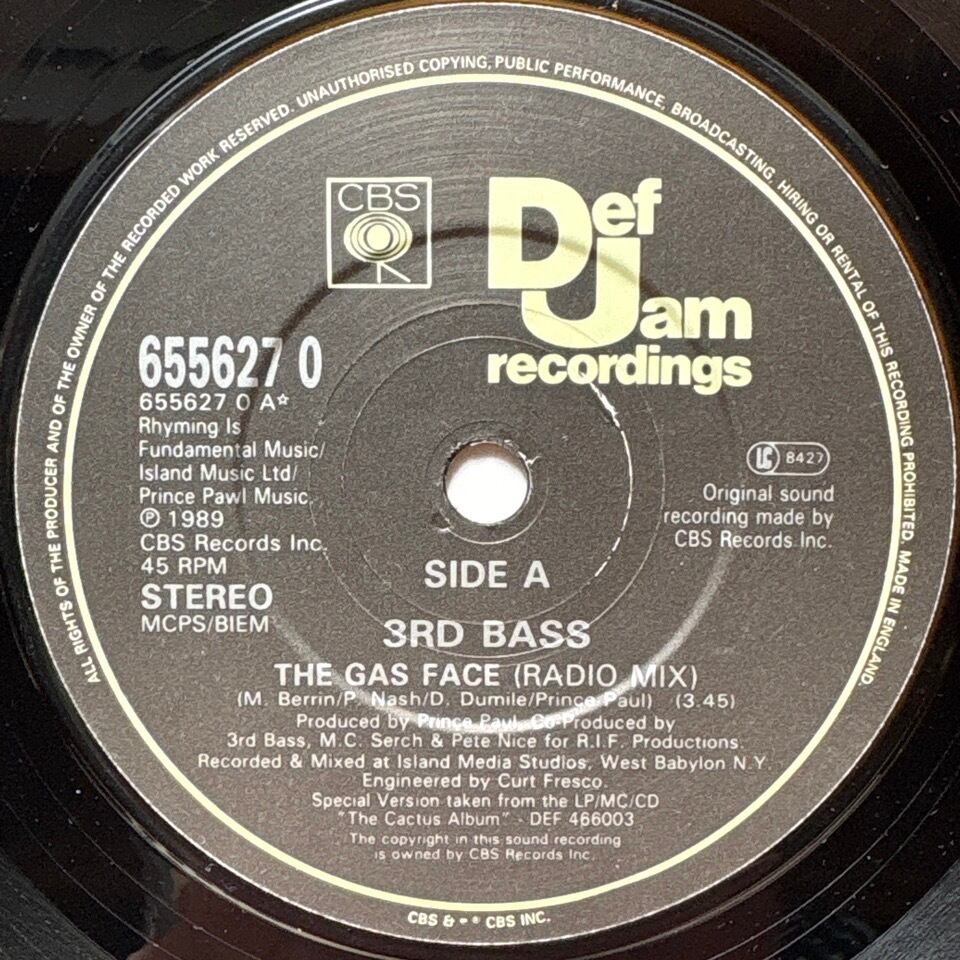 ALL RIGHTS OF THE PRODUCER AND OF THE OWNER OF THE RECORDED WORK RESERVED. UNAUTHORISED COPYING, PUBLIC PERFORMANCE, BROADCASTING, HIRING OR RENTAL OF THIS RECORDING PROHIBITED. MADE IN ENGLAND.
CBS
Def
Jam
recordings
655627 0
655627 0 A☆
Rhyming Is
Fundamental Music/
Island Music Ltd/
Prince Pawl Music.
℗ 1989
CBS Records Inc.
45 RPM
STEREO
MCPS/BIEM
LC 8427
Original sound
recording made by
CBS Records Inc.
SIDE A
3RD BASS
THE GAS FACE (RADIO MIX)
(M. Berrin/P. Nash/D. Dumile/Prince Paul) (3.45)
Produced by Prince Paul. Co-Produced by
3rd Bass, M.C. Serch & Pete Nice for R.I.F. Productions.
Recorded & Mixed at Island Media Studios, West Babylon N.Y.
Engineered by Curt Fresco.
Special Version taken from the LP/MC/CD
"The Cactus Album" - DEF 466003
The copyright in this sound recording
is owned by CBS Records Inc.
CBS & CBS INC.